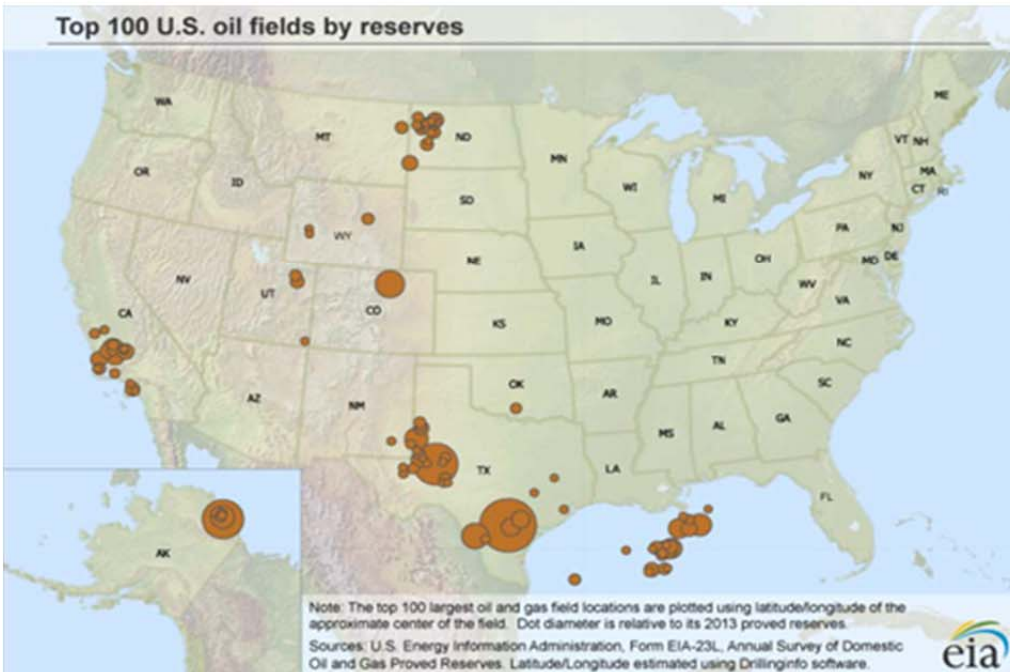 Top 100 U.S. oil fields by reserves
WA
ME
MT
ND
VT NH
OR
MN
MA
ID
NY
WI
CT RI
SD
MI
WY
PA
NJ
IA
NE
OH
MD DE
NV
UT
IL
IN
WV
CO
VA
CA
KS
MO
KY
NC
TN
OK
SC
AZ
NM
AR
GA
MS
AL
TX
LA
FL
AK
Note: The top 100 largest oil and gas field locations are plotted using latitude/longitude of the
approximate center of the field. Dot diameter is relative to its 2013 proved reserves.
Sources: U.S. Energy Information Administration, Form EIA-23L, Annual Survey of Domestic
Oil and Gas Proved Reserves. Latitude/Longitude estimated using Drillinginfo software.
eia